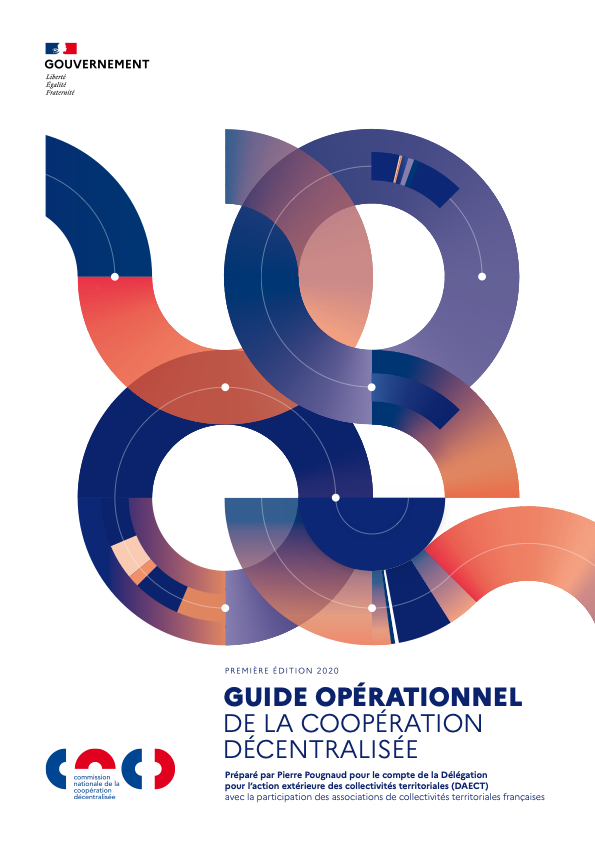 GOUVERNEMENT
Liberté
Égalité
Fraternité
PREMIÈRE ÉDITION 2020
GUIDE OPÉRATIONNEL
DE LA COOPÉRATION
DÉCENTRALISÉE
Préparé par Pierre Pougnaud pour le compte de la Délégation
pour l’action extérieure des collectivités territoriales (DAECT)
avec la participation des associations de collectivités territoriales françaises
commission
nationale de la
coopération
décentralisée